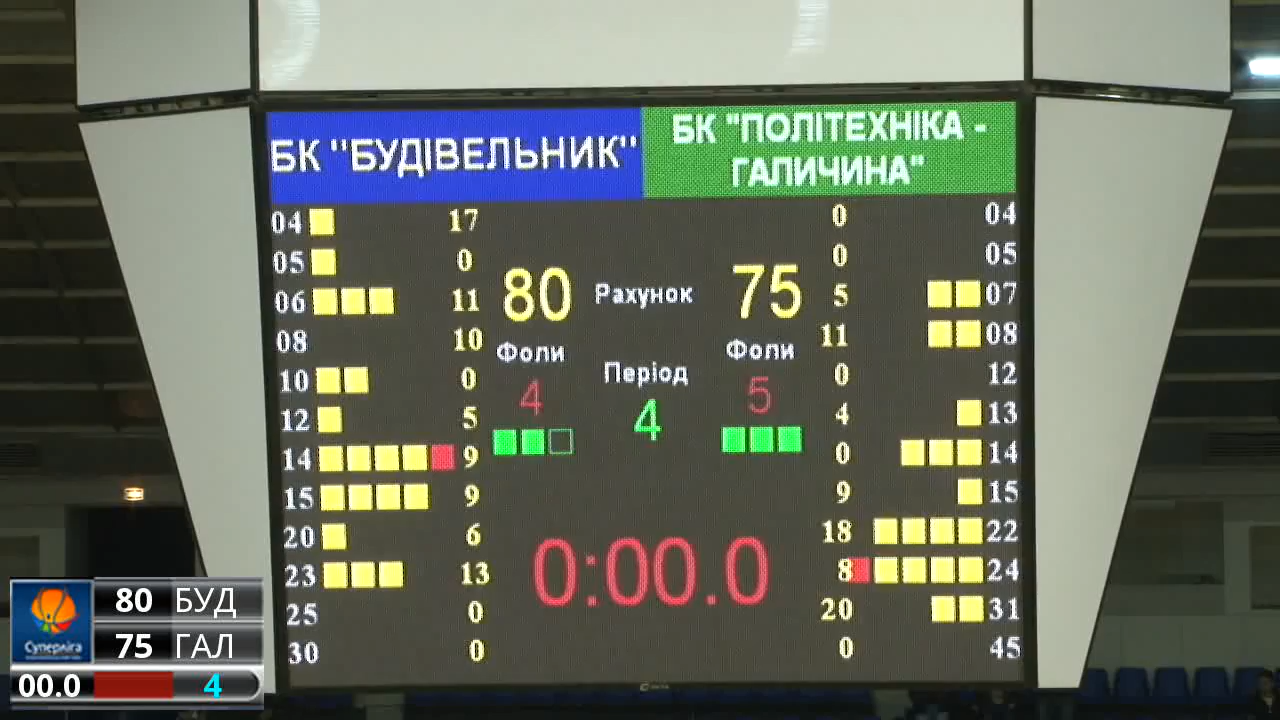 БК "БУДІВЕЛЬНИК"
БК "ПОЛІТЕХНІКА -
ГАЛИЧИНА"
04 17 0 04
05 0 0 05
06 11 80 Рахунок 75 5 07
08 10 11 08
Фоли Фоли
10 0 Період 0 12
4 5
12 5 4 4 13
14 9 0 14
15 9 9 15
20 6 18 22
23 13 0:00.0 8 24
25 0 20 31
30 0 0 45
80 БУД
75 ГАЛ
Суперліга
00.0 4